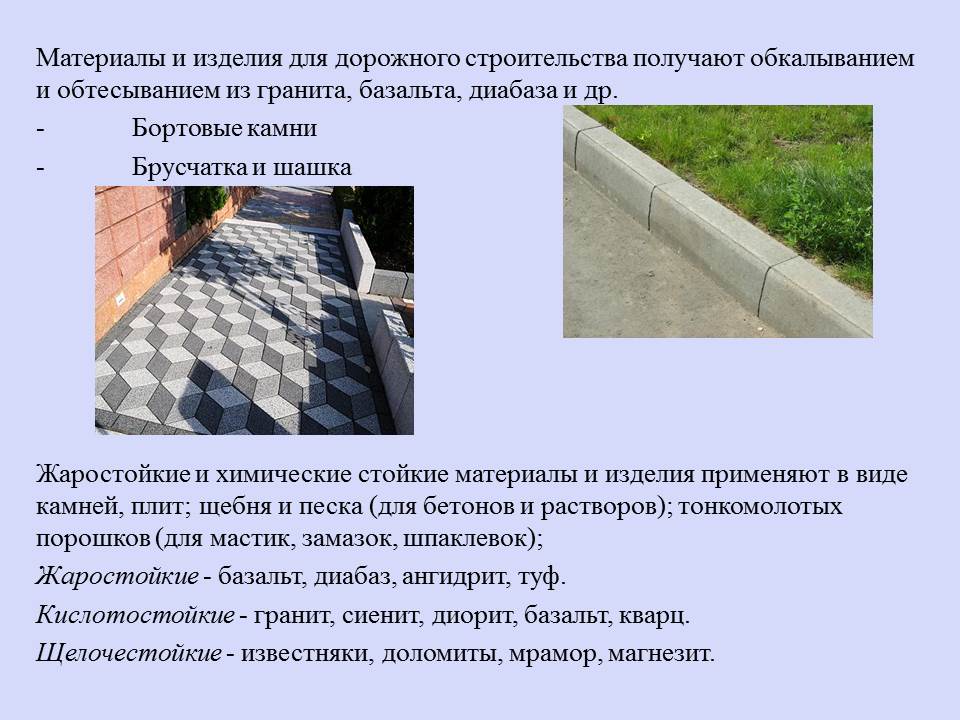 Материалы и изделия для дорожного строительства получают обкалыванием
и обтесыванием из гранита, базальта, диабаза и др.
- Бортовые камни
- Брусчатка и шашка
Жаростойкие и химические стойкие материалы и изделия применяют в виде
камней, плит; щебня и песка (для бетонов и растворов); тонкомолотых
порошков (для мастик, замазок, шпаклевок);
Жаростойкие - базальт, диабаз, ангидрит, туф.
Кислотостойкие - гранит, сиенит, диорит, базальт, кварц.
Щелочестойкие - известняки, доломиты, мрамор, магнезит.